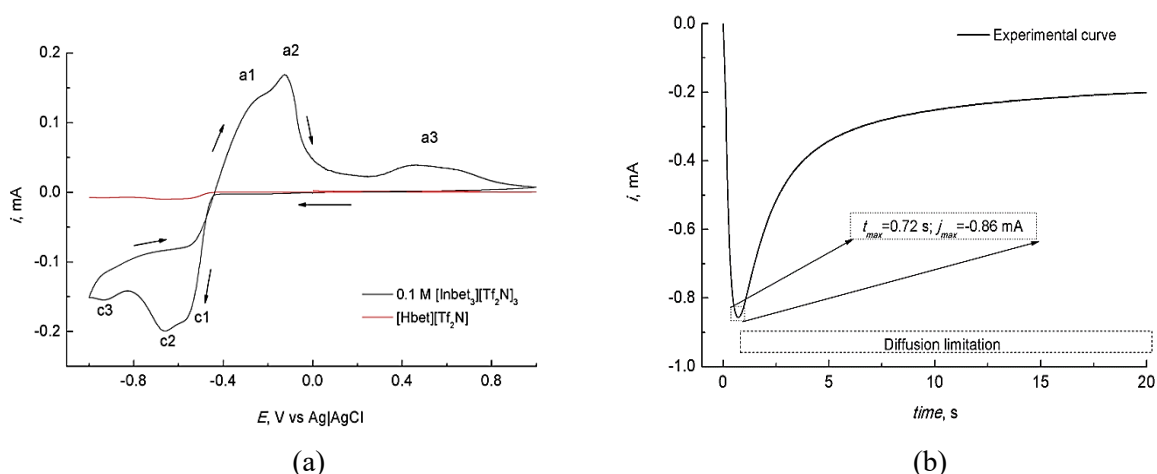 0.2
0.1
0.0
-0.1
-0.2
i, mA
a1
a2
a3
c1
c2
c3
0.1 M [Inbet₃][Tf₂N]₃
[Hbet][Tf₂N]
-0.8
-0.4
0.0
0.4
0.8
E, V vs Ag|AgCl
(a)
0.0
-0.2
-0.4
-0.6
-0.8
-1.0
i, mA
Experimental curve
tmax=0.72 s; jmax=-0.86 mA
Diffusion limitation
0
5
10
15
20
time, s
(b)